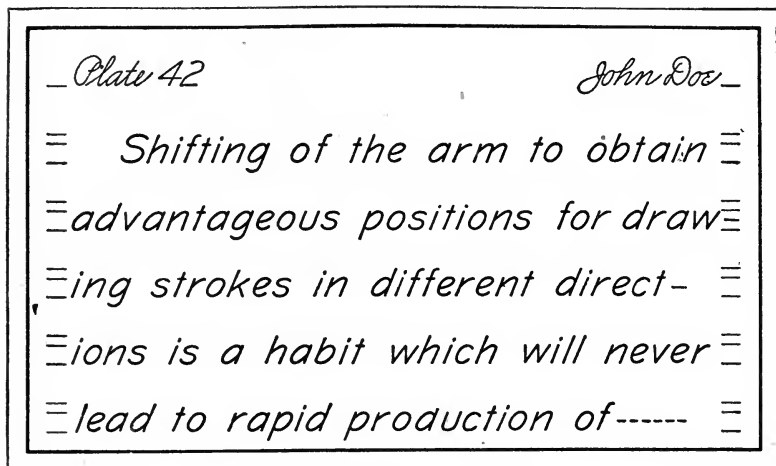 Plate 42 John Doe
Shifting of the arm to obtain
advantageous positions for draw
ing strokes in different direct-
ions is a habit which will never
lead to rapid production of------